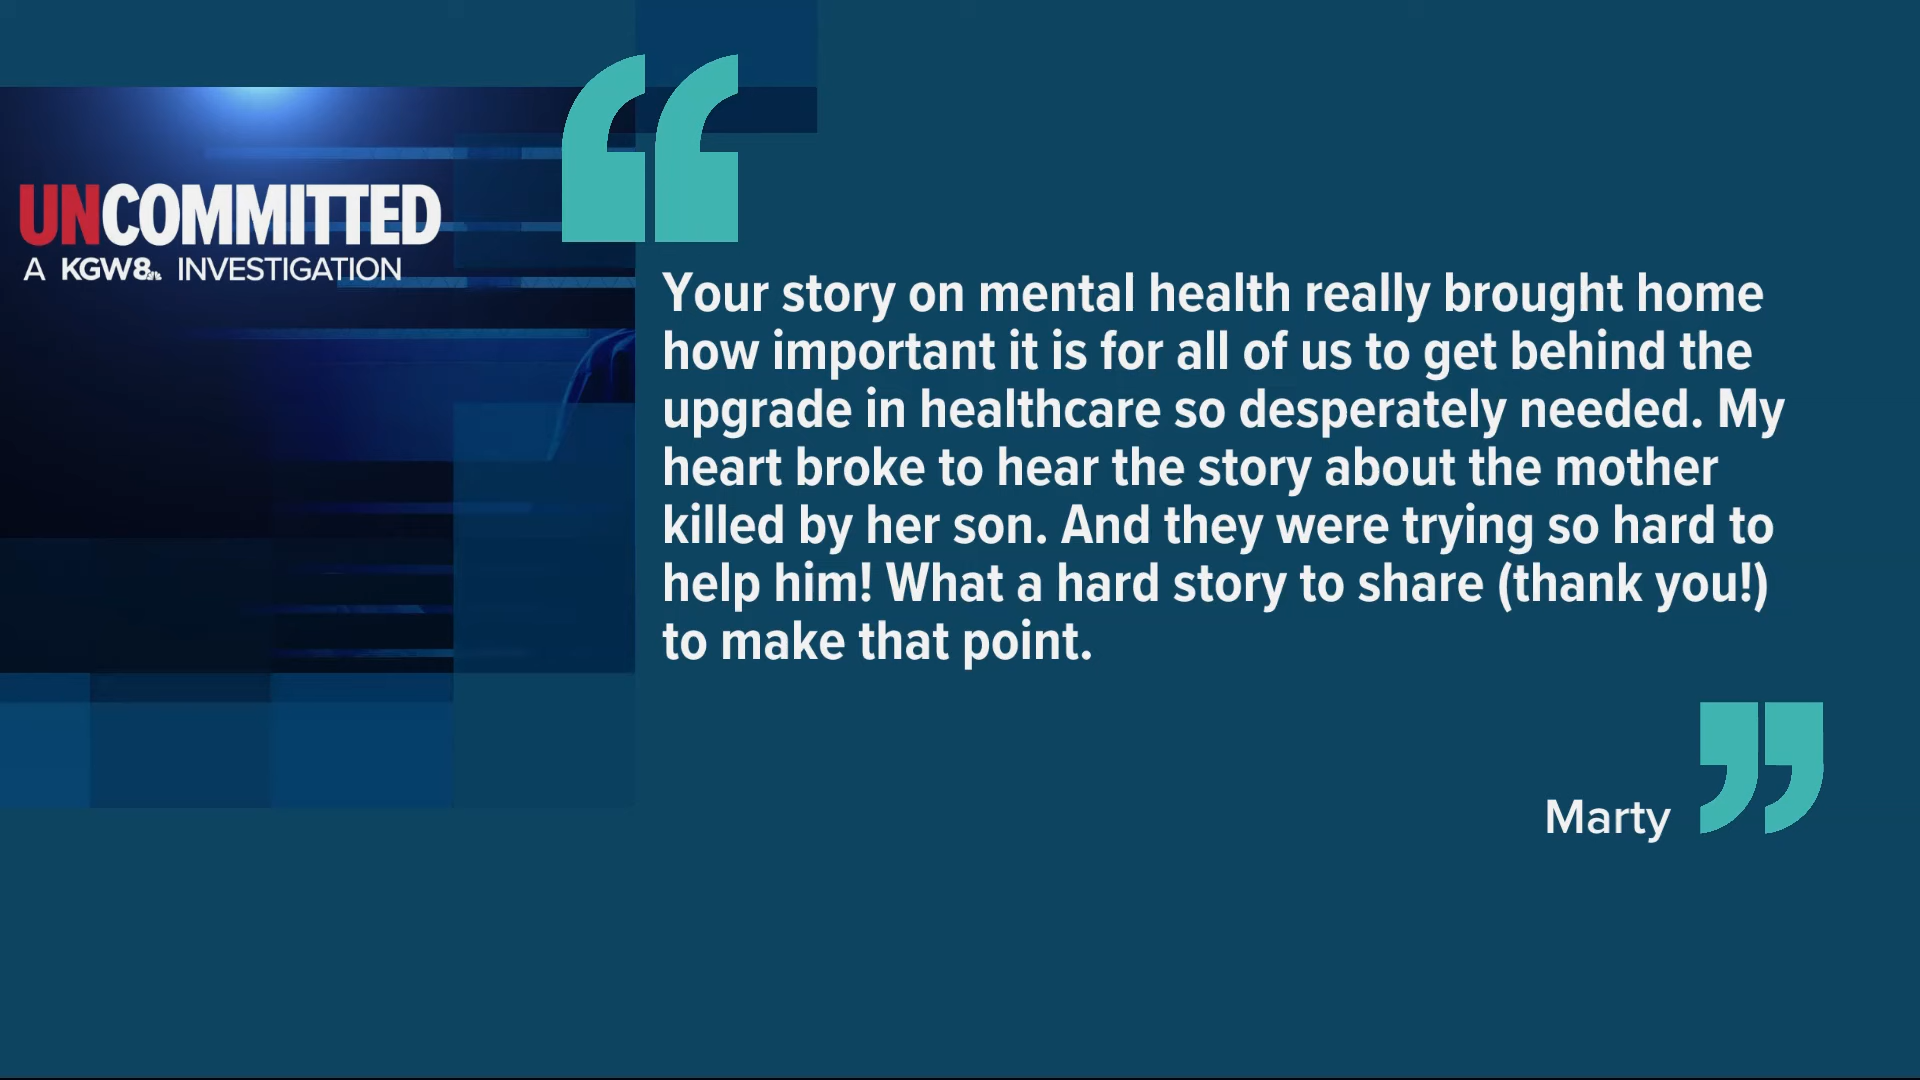 UNCOMMITTED
A KGW8 INVESTIGATION
Your story on mental health really brought home
how important it is for all of us to get behind the
upgrade in healthcare so desperately needed. My
heart broke to hear the story about the mother
killed by her son. And they were trying so hard to
help him! What a hard story to share (thank you!)
to make that point.
Marty